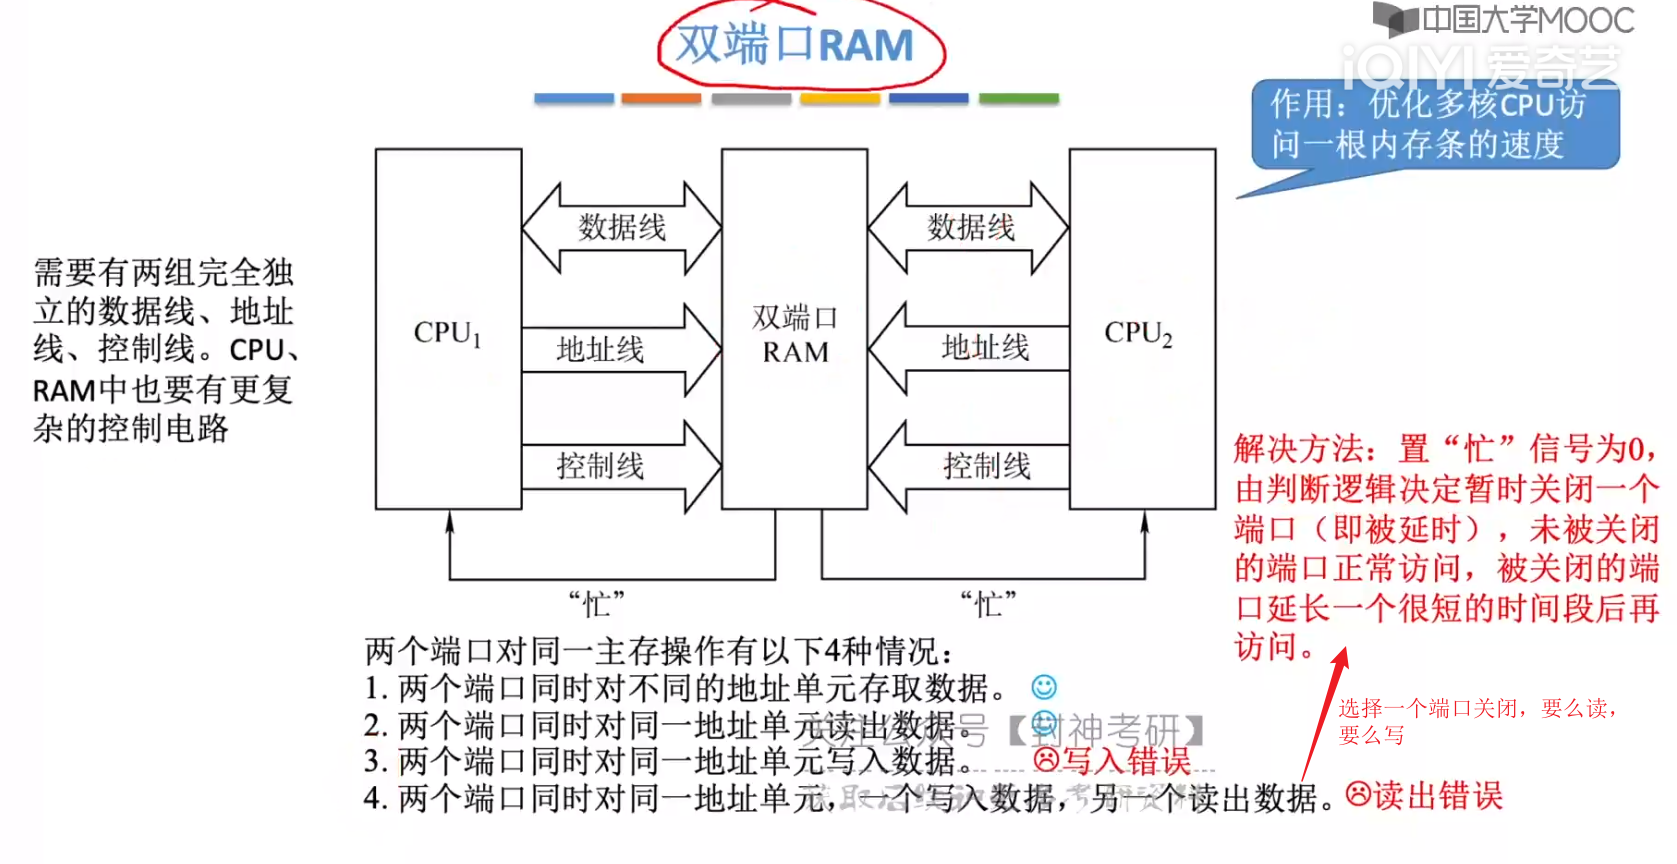 双端口RAM
中国大学MOOC
iQIYI 爱奇艺
作用：优化多核CPU访
问一根内存条的速度
需要有两组完全独
立的数据线、地址
线、控制线。CPU、
RAM中也要有更复
杂的控制电路
CPU₁
数据线
地址线
控制线
双端口
RAM
数据线
地址线
控制线
CPU₂
“忙”
“忙”
解决方法：置“忙”信号为0，
由判断逻辑决定暂时关闭一个
端口（即被延时），未被关闭
的端口正常访问，被关闭的端
口延长一个很短的时间段后再
访问。
选择一个端口关闭，要么读，
要么写
两个端口对同一主存操作有以下4种情况：
1. 两个端口同时对不同的地址单元存取数据。
2. 两个端口同时对同一地址单元读出数据。
3. 两个端口同时对同一地址单元写入数据。 写入错误
4. 两个端口同时对同一地址单元，一个写入数据，另一个读出数据。 读出错误
关注公众号【封神考研】